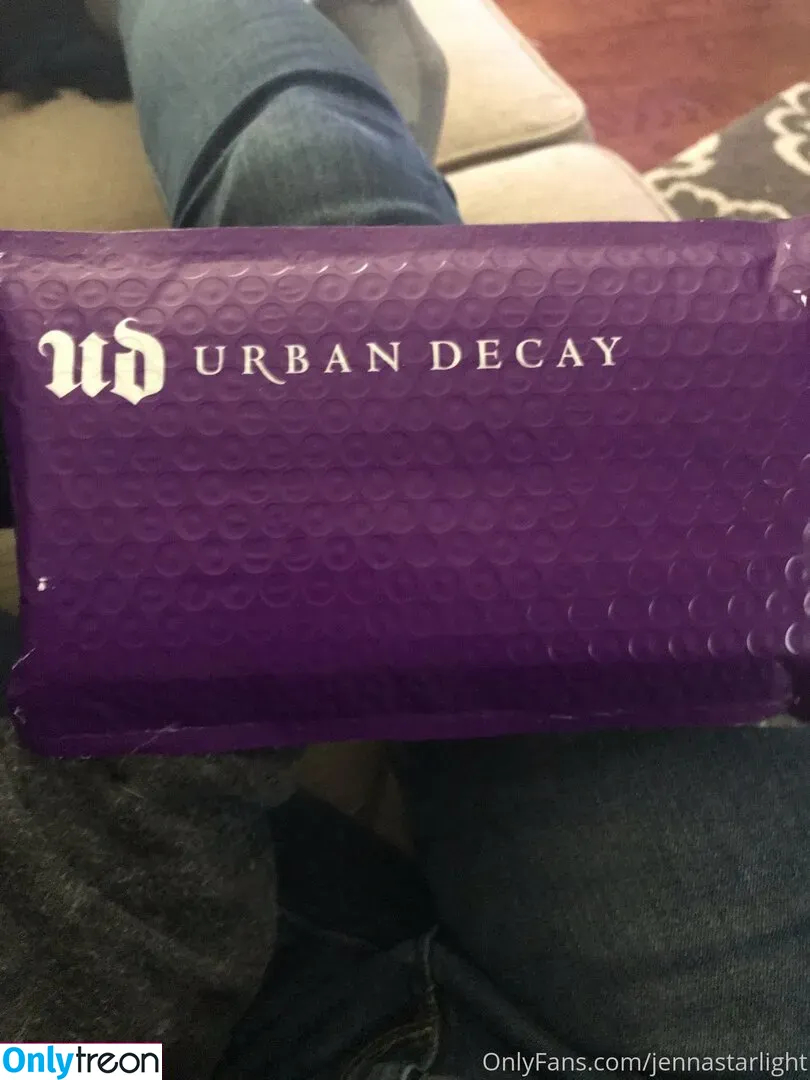 ud URBAN DECAY
Onlytreon
OnlyFans.com/jennastarlight